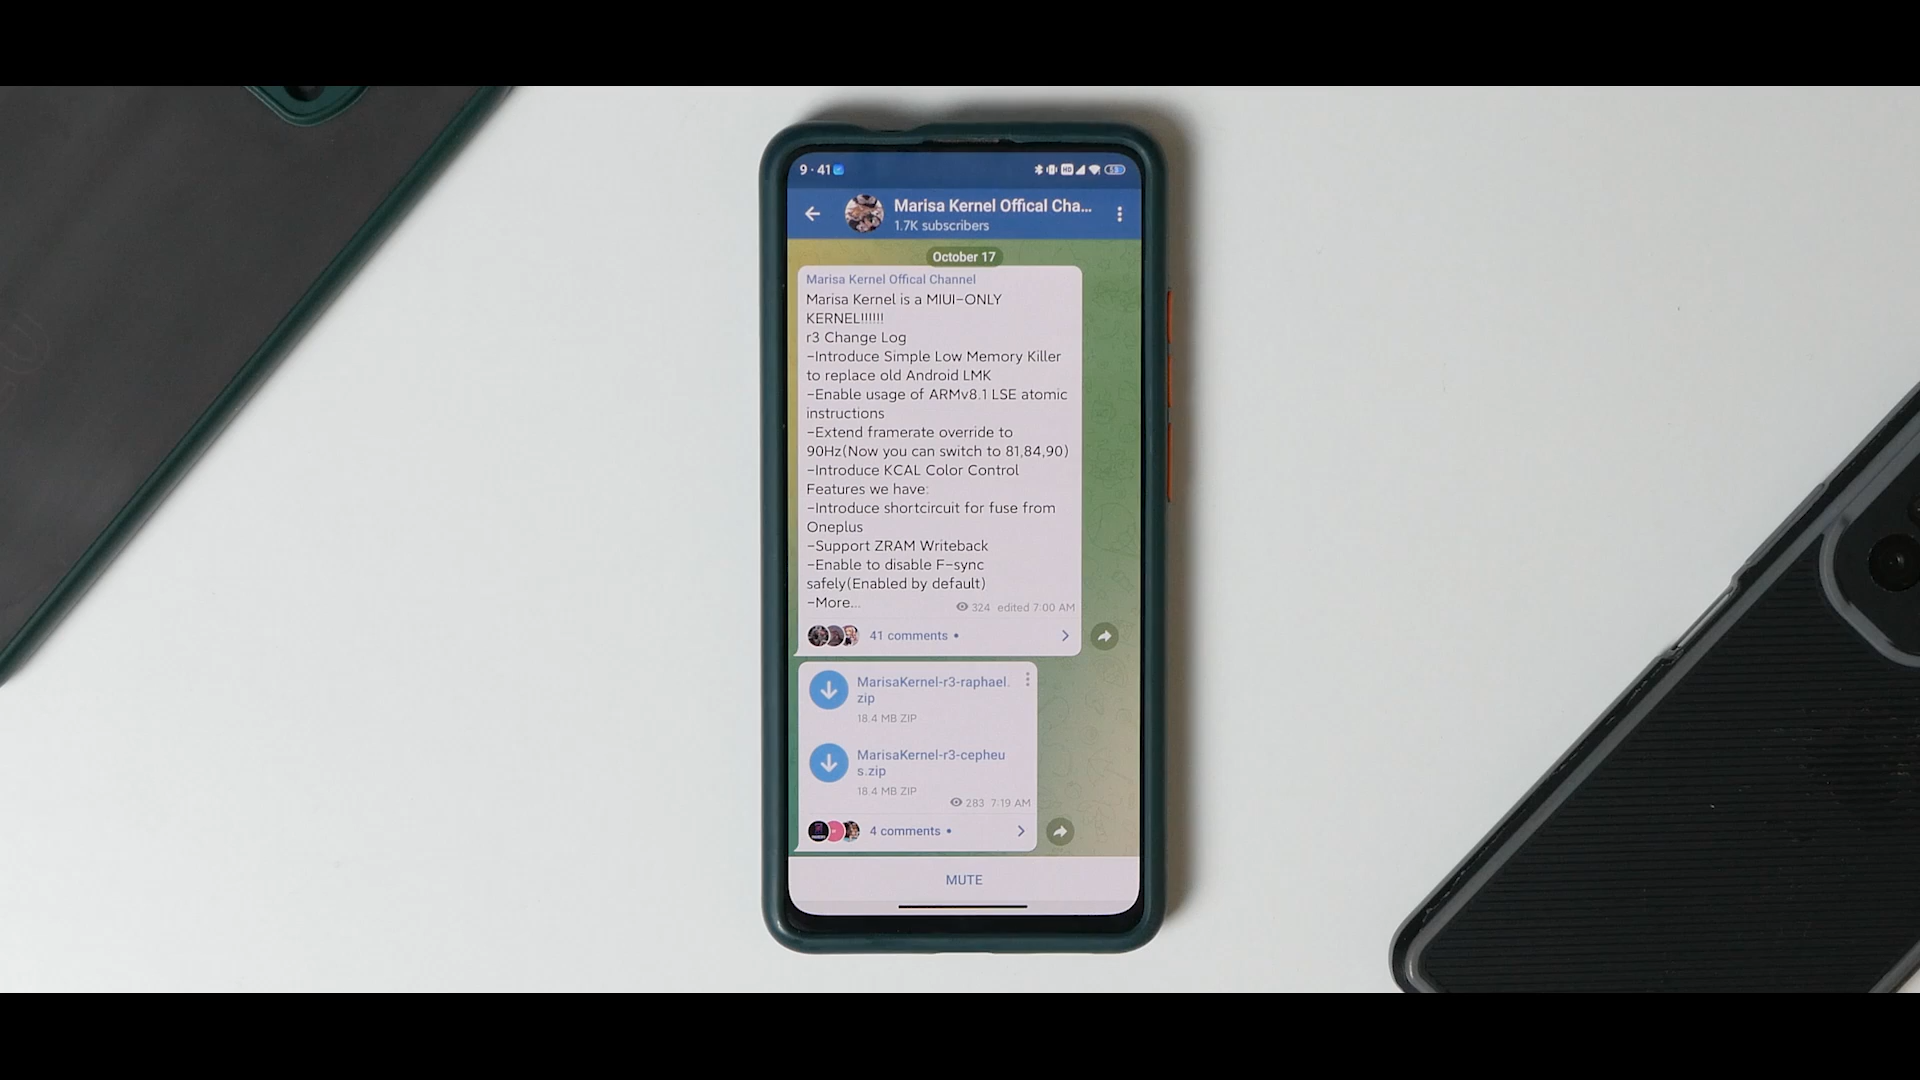 9 · 41
HD
Marisa Kernel Offical Cha...
1.7K subscribers
October 17
Marisa Kernel Offical Channel
Marisa Kernel is a MIUI-ONLY
KERNEL!!!!!!
r3 Change Log
-Introduce Simple Low Memory Killer
to replace old Android LMK
-Enable usage of ARMv8.1 LSE atomic
instructions
-Extend framerate override to
90Hz(Now you can switch to 81,84,90)
-Introduce KCAL Color Control
Features we have:
-Introduce shortcircuit for fuse from
Oneplus
-Support ZRAM Writeback
-Enable to disable F-sync
safely(Enabled by default)
-More...
324 edited 7:00 AM
41 comments
MarisaKernel-r3-raphael.
zip
18.4 MB ZIP
MarisaKernel-r3-cepheu
s.zip
18.4 MB ZIP
283 7:19 AM
4 comments
MUTE